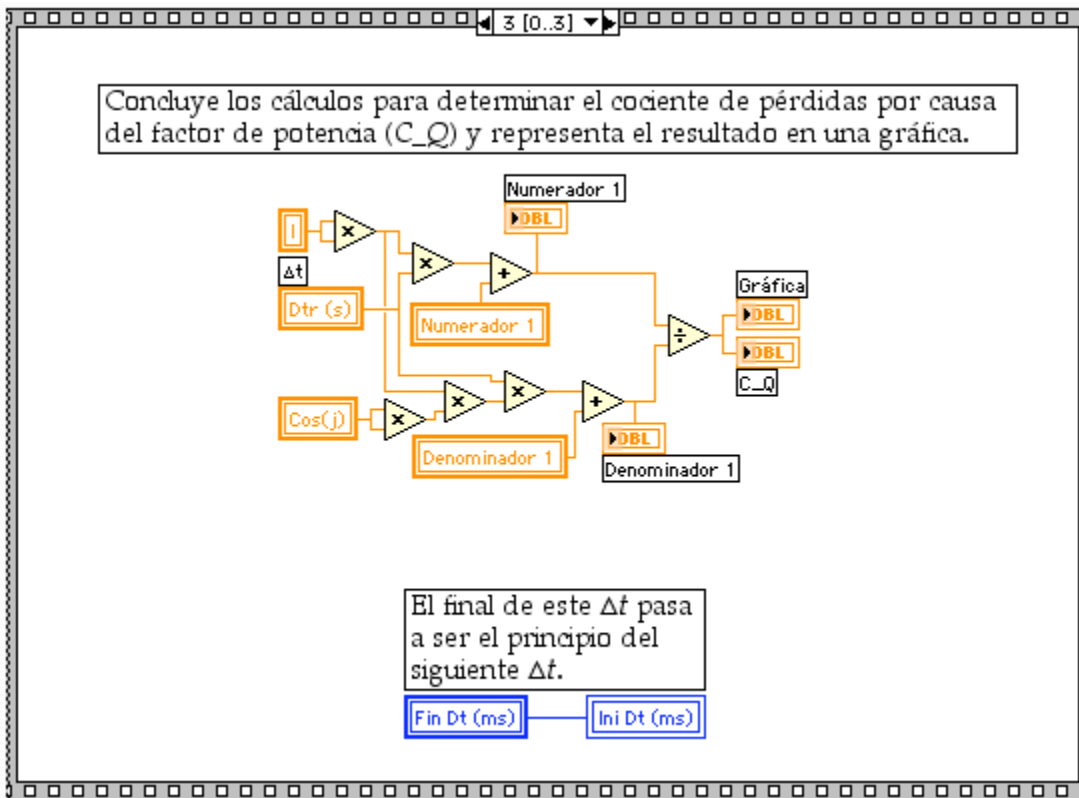 3 [0..3]
Concluye los cálculos para determinar el cociente de pérdidas por causa
del factor de potencia (C_Q) y representa el resultado en una gráfica.
Numerador 1
DBL
I
×
×
+
Δt
Dtr (s)
Numerador 1
Gráfica
DBL
÷
DBL
C_Q
×
×
+
Cos(j)
×
DBL
Denominador 1
Denominador 1
El final de este Δt pasa
a ser el principio del
siguiente Δt.
Fin Dt (ms)
Ini Dt (ms)